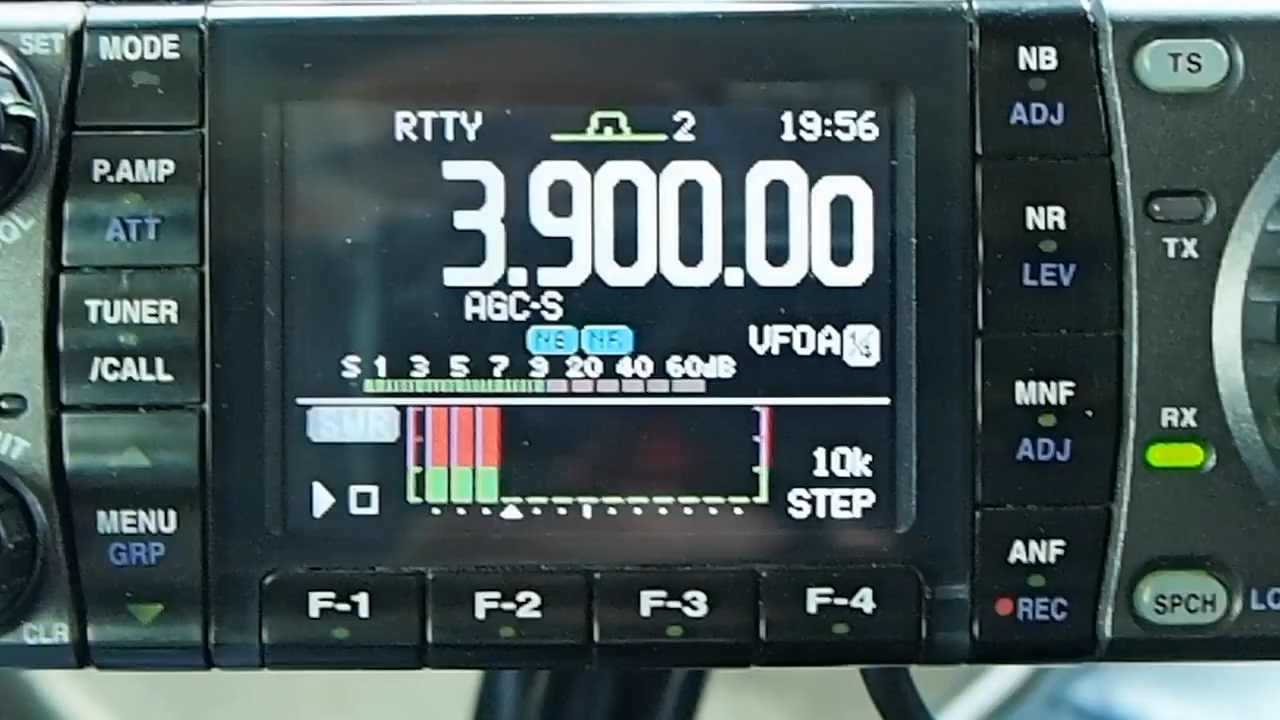 SET
MODE
P.AMP
ATT
TUNER
/CALL
MENU
GRP
CLR
RTTY 2 19:56
3.900.00
AGC-S
NB NR VFOA
S 1 3 5 7 9 20 40 60dB
SWR
10k
STEP
F-1 F-2 F-3 F-4
NB
ADJ
NR
LEV
MNF
ADJ
ANF
REC
TS
TX
RX
SPCH